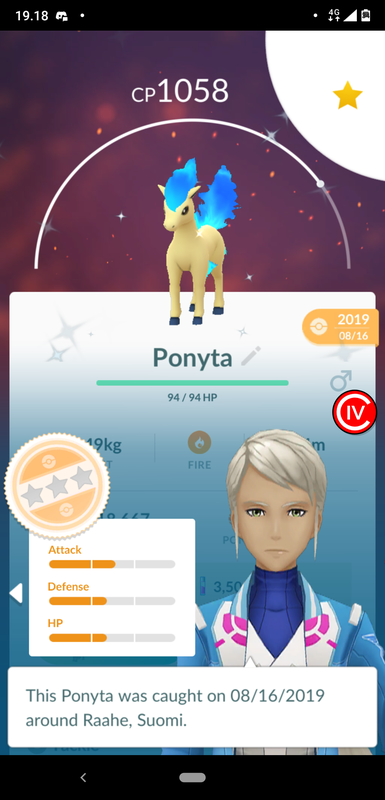 19.18
4G
CP1058
2019
08/16
Ponyta
94 / 94 HP
IV
19kg
FIRE
Attack
Defense
3,50
HP
This Ponyta was caught on 08/16/2019
around Raahe, Suomi.